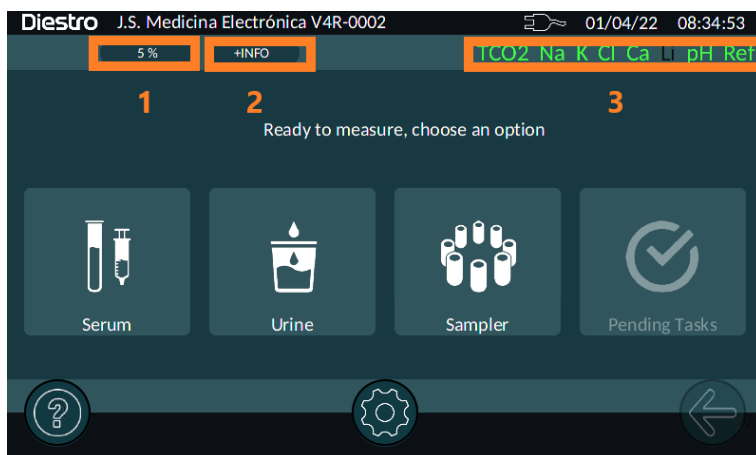 Diestro J.S. Medicina Electrónica V4R-0002 01/04/22 08:34:53
5 % +INFO TCO2 Na K Cl Ca Li pH Ref
1 2 3
Ready to measure, choose an option
Serum Urine Sampler Pending Tasks
?